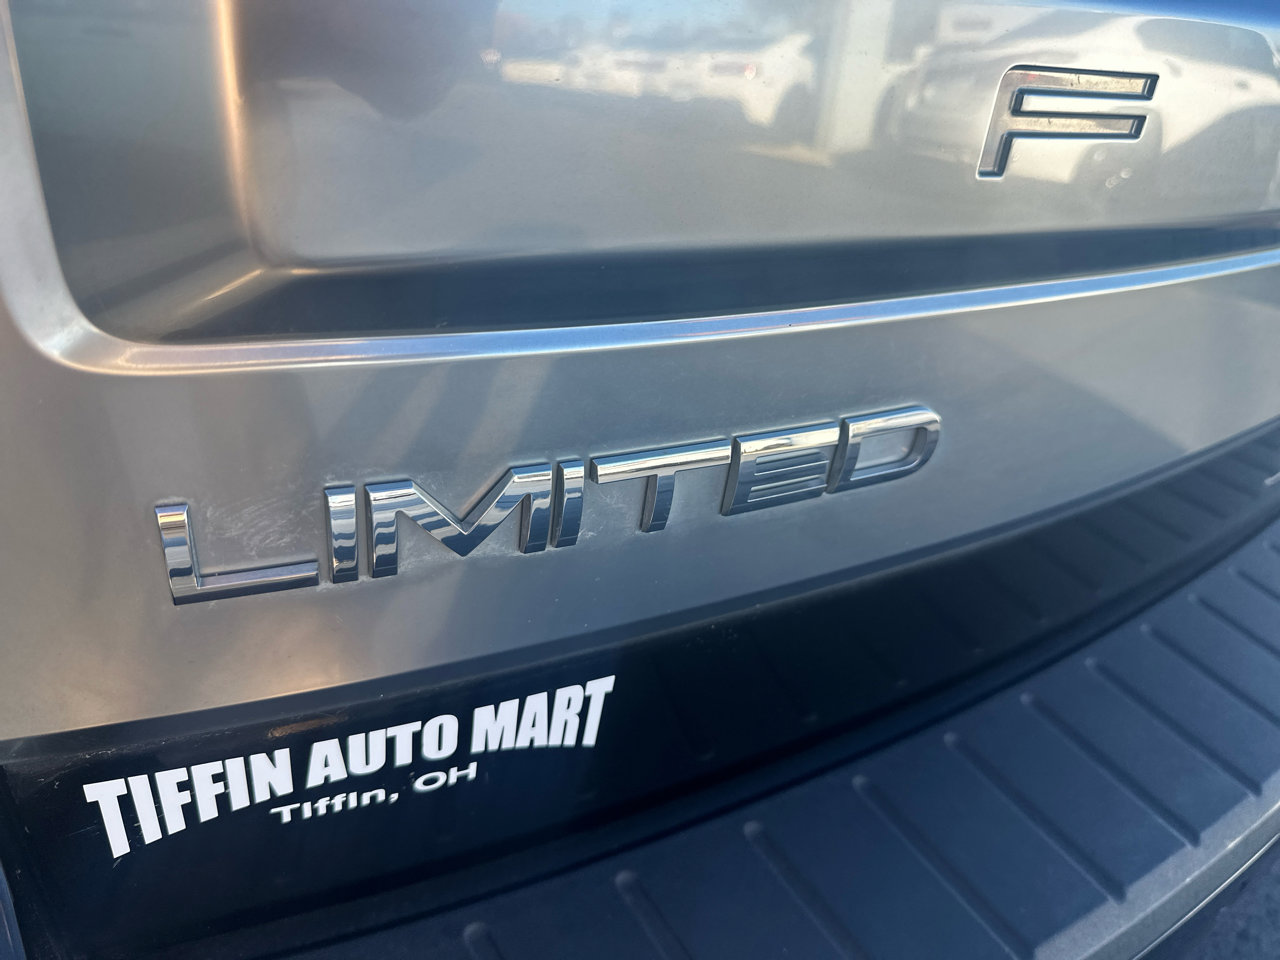 F
LIMITED
TIFFIN AUTO MART
Tiffin, OH